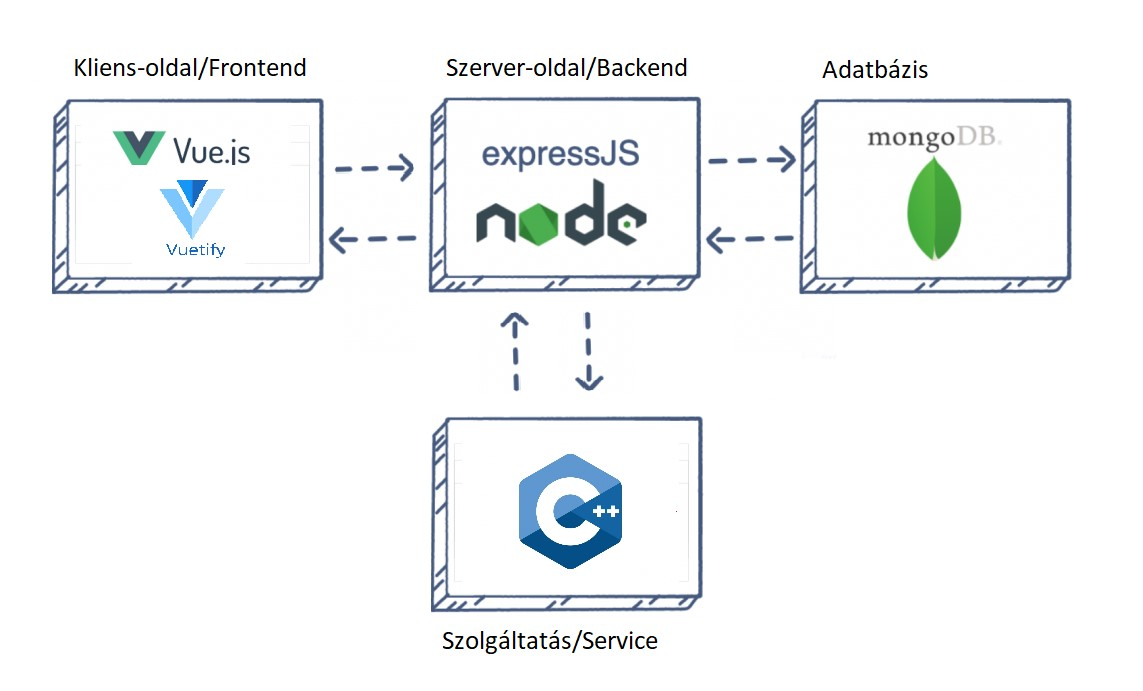 Kliens-oldal/Frontend
Szerver-oldal/Backend
Adatbázis
Vue.js
Vuetify
expressJS
node
mongoDB.
C++
Szolgáltatás/Service